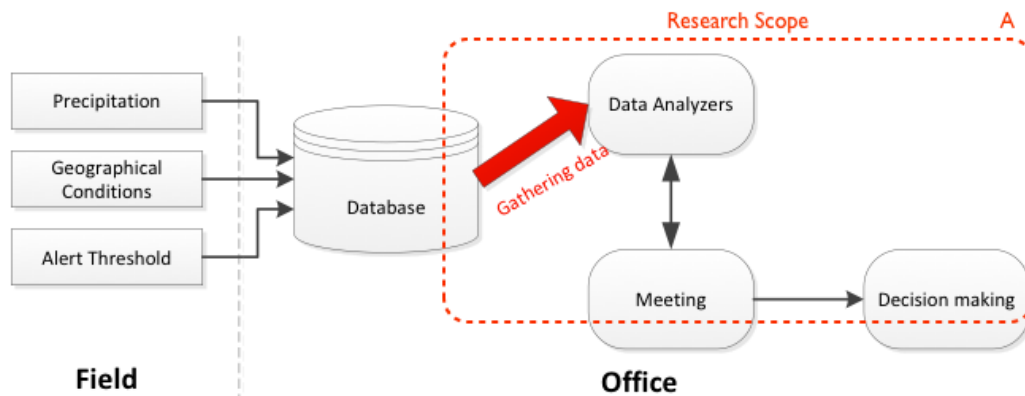 Research Scope
A
Precipitation
Geographical
Conditions
Alert Threshold
Database
Gathering data
Data Analyzers
Meeting
Decision making
Field
Office